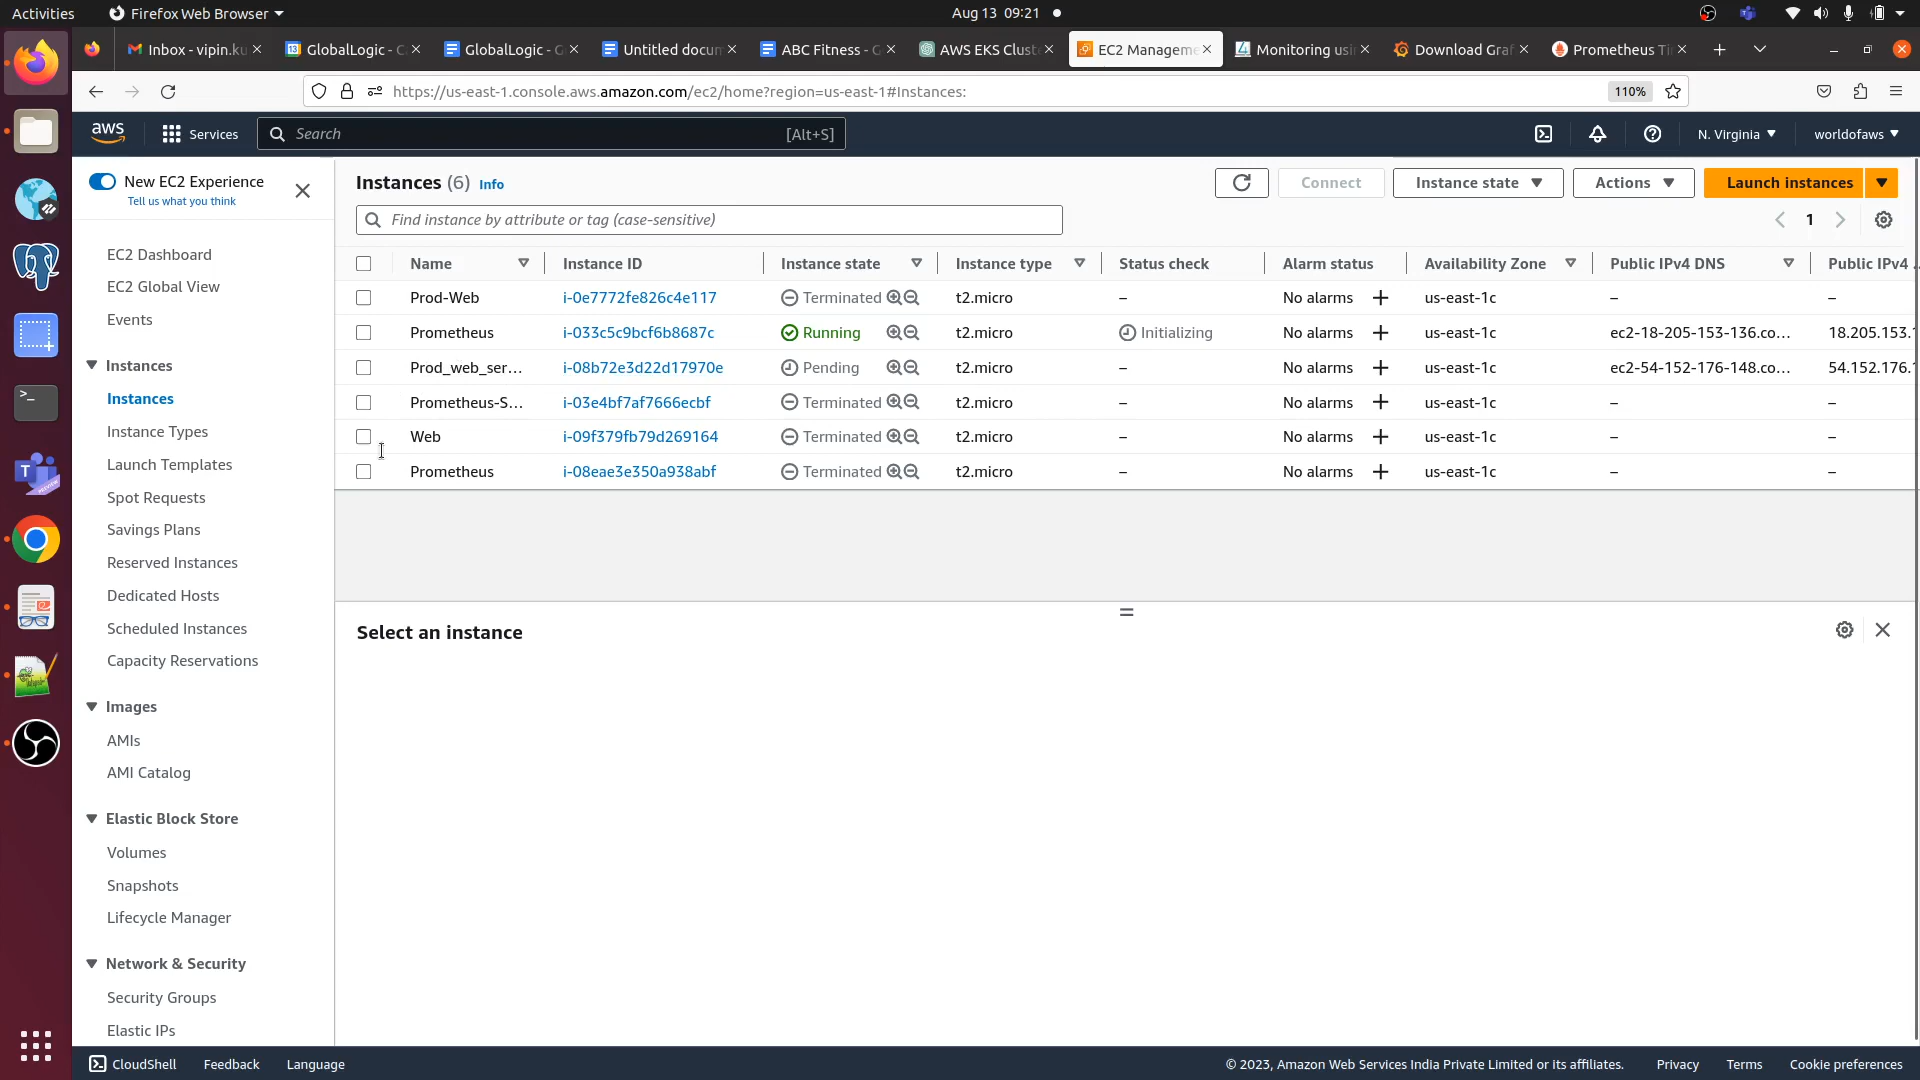 Activities Firefox Web Browser Aug 13 09:21
Inbox - vipin.ku GlobalLogic - C GlobalLogic - G Untitled docum ABC Fitness - G AWS EKS Clust EC2 Manageme Monitoring usin Download Graf Prometheus Ti
https://us-east-1.console.aws.amazon.com/ec2/home?region=us-east-1#Instances: 110%
aws Services Search [Alt+S] N. Virginia worldofaws
New EC2 Experience
Tell us what you think
EC2 Dashboard
EC2 Global View
Events
Instances
Instances
Instance Types
Launch Templates
Spot Requests
Savings Plans
Reserved Instances
Dedicated Hosts
Scheduled Instances
Capacity Reservations
Images
AMIs
AMI Catalog
Elastic Block Store
Volumes
Snapshots
Lifecycle Manager
Network & Security
Security Groups
Elastic IPs
Instances (6) Info Connect Instance state Actions Launch instances
Find instance by attribute or tag (case-sensitive) 1
Name Instance ID Instance state Instance type Status check Alarm status Availability Zone Public IPv4 DNS Public IPv4 ...
Prod-Web i-0e7772fe826c4e117 Terminated t2.micro – No alarms + us-east-1c – –
Prometheus i-033c5c9bcf6b8687c Running t2.micro Initializing No alarms + us-east-1c ec2-18-205-153-136.co... 18.205.153.1
Prod_web_ser... i-08b72e3d22d17970e Pending t2.micro – No alarms + us-east-1c ec2-54-152-176-148.co... 54.152.176.1
Prometheus-S... i-03e4bf7af7666ecbf Terminated t2.micro – No alarms + us-east-1c – –
Web i-09f379fb79d269164 Terminated t2.micro – No alarms + us-east-1c – –
Prometheus i-08eae3e350a938abf Terminated t2.micro – No alarms + us-east-1c – –
Select an instance
CloudShell Feedback Language © 2023, Amazon Web Services India Private Limited or its affiliates. Privacy Terms Cookie preferences